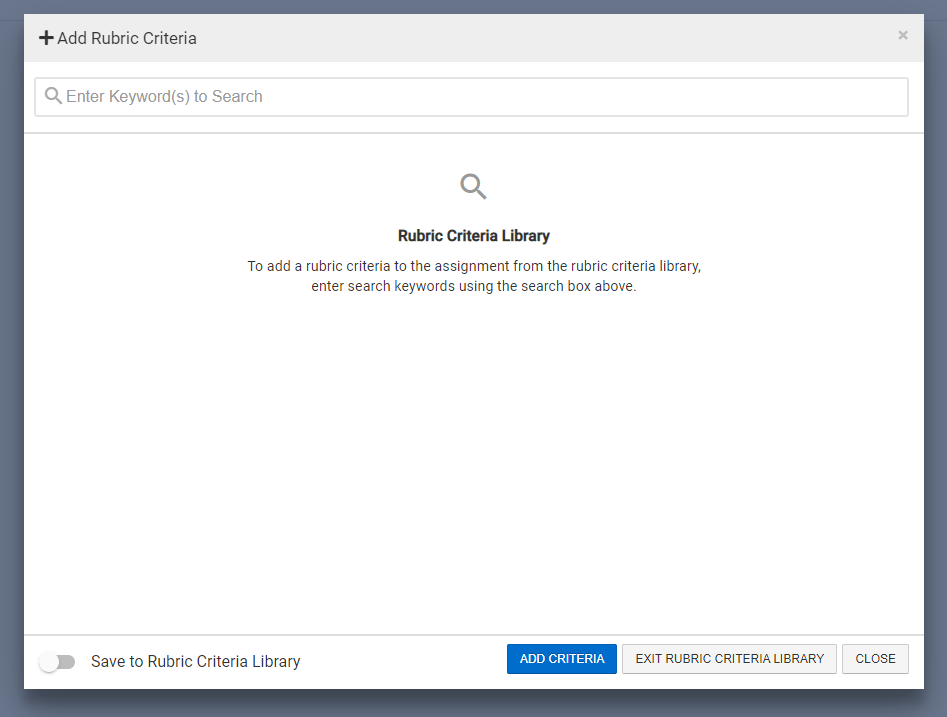 Add Rubric Criteria
Enter Keyword(s) to Search
Rubric Criteria Library
To add a rubric criteria to the assignment from the rubric criteria library,
enter search keywords using the search box above.
Save to Rubric Criteria Library
ADD CRITERIA
EXIT RUBRIC CRITERIA LIBRARY
CLOSE